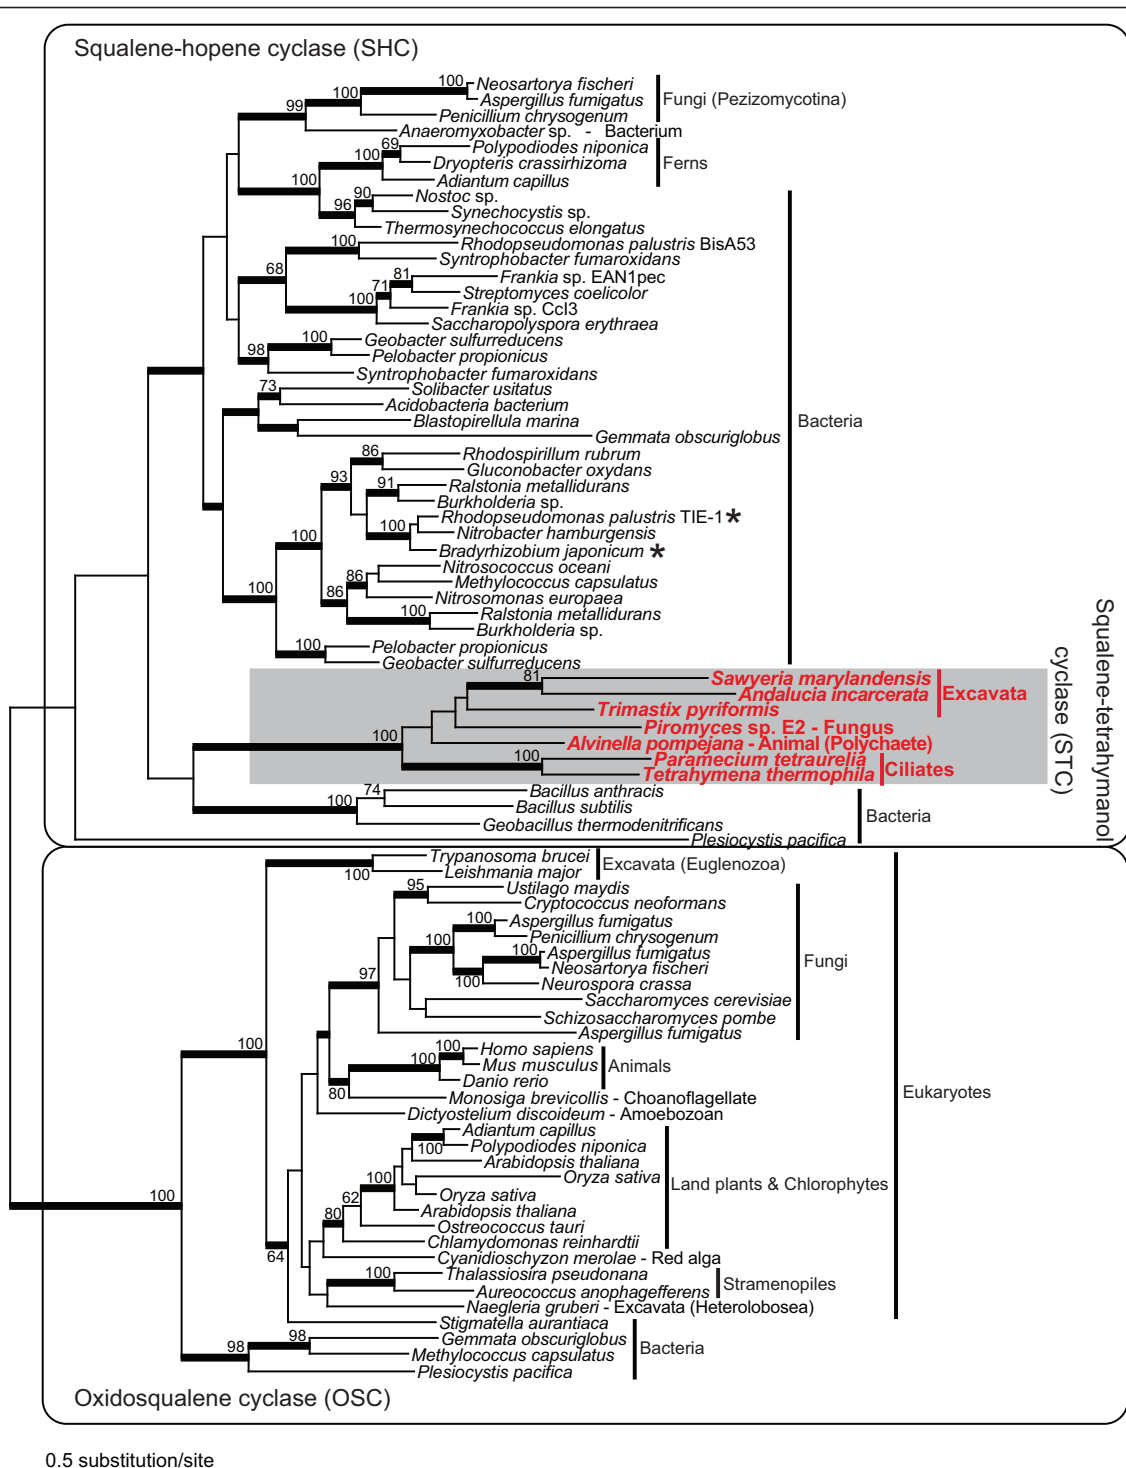 Squalene-hopene cyclase (SHC)
100 Neosartorya fischeri
100 Aspergillus fumigatus
Fungi (Pezizomycotina)
99 Penicillium chrysogenum
Anaeromyxobacter sp. - Bacterium
69 Polypodiodes niponica
100 Dryopteris crassirhizoma
Ferns
100 Adiantum capillus
90 Nostoc sp.
96 Synechocystis sp.
Thermosynechococcus elongatus
100 Rhodopseudomonas palustris BisA53
Syntrophobacter fumaroxidans
68
81 Frankia sp. EAN1pec
71 Streptomyces coelicolor
100 Frankia sp. CcI3
Saccharopolyspora erythraea
100 Geobacter sulfurreducens
98 Pelobacter propionicus
Syntrophobacter fumaroxidans
73 Solibacter usitatus
Acidobacteria bacterium
Blastopirellula marina
Bacteria
Gemmata obscuriglobus
86 Rhodospirillum rubrum
93 Gluconobacter oxydans
91 Ralstonia metallidurans
Burkholderia sp.
Rhodopseudomonas palustris TIE-1*
100 Nitrobacter hamburgensis
100 Bradyrhizobium japonicum *
Nitrosococcus oceani
86 Methylococcus capsulatus
100 86 Nitrosomonas europaea
100 Ralstonia metallidurans
Burkholderia sp.
100 Pelobacter propionicus
Geobacter sulfurreducens
81 Sawyeria marylandensis
Andalucia incarcerata
Excavata
Trimastix pyriformis
Piromyces sp. E2 - Fungus
100 Alvinella pompejana - Animal (Polychaete)
100 Paramecium tetraurelia
Tetrahymena thermophila
Ciliates
Squalene-tetrahymanol
cyclase (STC)
74 Bacillus anthracis
100 Bacillus subtilis
Geobacillus thermodenitrificans
Bacteria
Plesiocystis pacifica
Trypanosoma brucei
100 Leishmania major
Excavata (Euglenozoa)
95 Ustilago maydis
Cryptococcus neoformans
100 Aspergillus fumigatus
100 Penicillium chrysogenum
100 Aspergillus fumigatus
Neosartorya fischeri
Fungi
97 100 Neurospora crassa
Saccharomyces cerevisiae
Schizosaccharomyces pombe
Aspergillus fumigatus
100 Homo sapiens
100 Mus musculus
Animals
Danio rerio
80 Monosiga brevicollis - Choanoflagellate
100
Eukaryotes
Dictyostelium discoideum - Amoebozoan
Adiantum capillus
100 Polypodiodes niponica
Arabidopsis thaliana
100 Oryza sativa
Land plants & Chlorophytes
Oryza sativa
62 Arabidopsis thaliana
100 80 Ostreococcus tauri
Chlamydomonas reinhardtii
64 Cyanidioschyzon merolae - Red alga
100 Thalassiosira pseudonana
Aureococcus anophagefferens
Stramenopiles
Naegleria gruberi - Excavata (Heterolobosea)
Stigmatella aurantiaca
98 Gemmata obscuriglobus
98 Methylococcus capsulatus
Bacteria
Plesiocystis pacifica
Oxidosqualene cyclase (OSC)
0.5 substitution/site